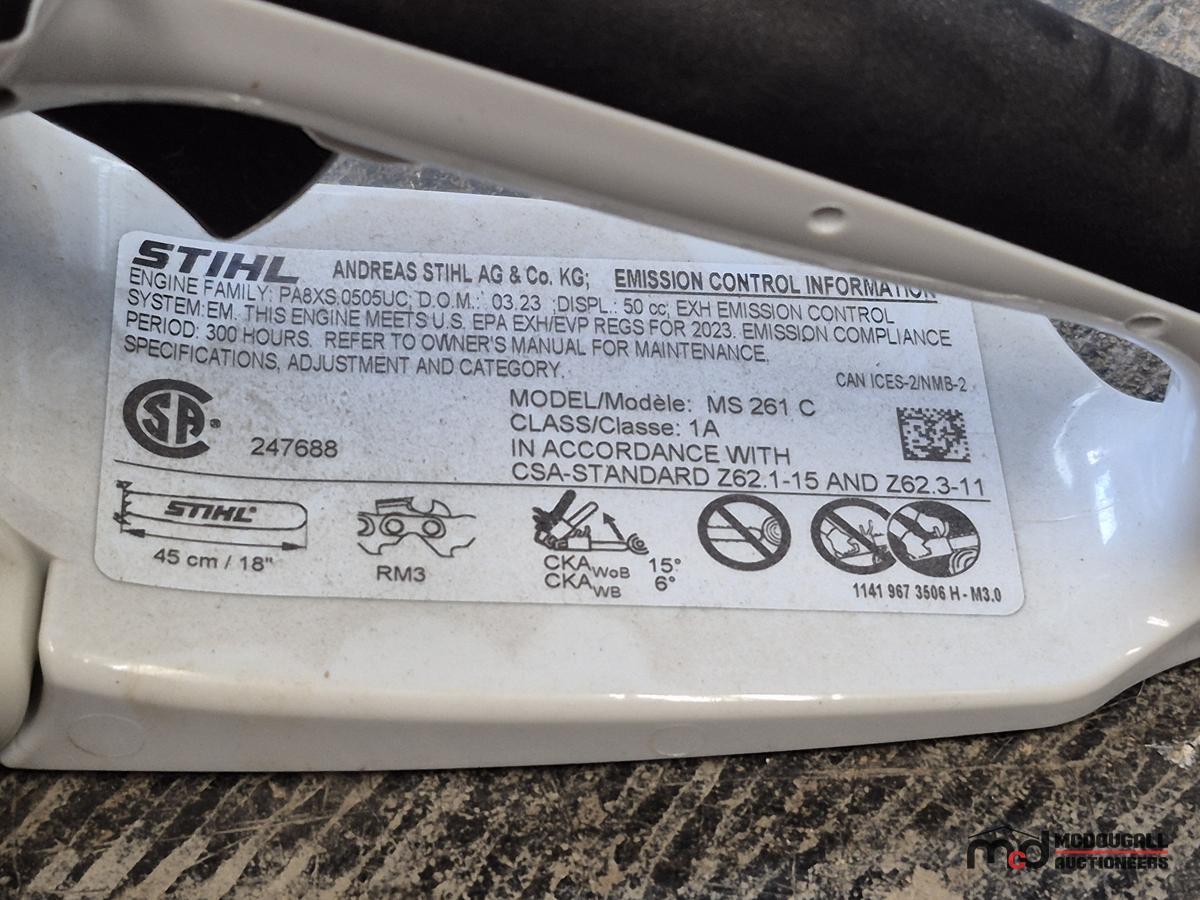 STIHL ANDREAS STIHL AG & Co. KG; EMISSION CONTROL INFORMATION
ENGINE FAMILY: PA8XS.0505UC, D.O.M.: 03.23 ;DISPL.: 50 cc; EXH EMISSION CONTROL
SYSTEM:EM. THIS ENGINE MEETS U.S. EPA EXH/EVP REGS FOR 2023. EMISSION COMPLIANCE
PERIOD: 300 HOURS. REFER TO OWNER'S MANUAL FOR MAINTENANCE,
SPECIFICATIONS, ADJUSTMENT AND CATEGORY.
CAN ICES-2/NMB-2
MODEL/Modèle: MS 261 C
CLASS/Classe: 1A
IN ACCORDANCE WITH
CSA-STANDARD Z62.1-15 AND Z62.3-11
CSA® 247688
STIHL®
45 cm / 18"
RM3
CKA WoB 15°
CKA WB 6°
1141 967 3506 H - M3.0
mcd MCDOUGALL
AUCTIONEERS